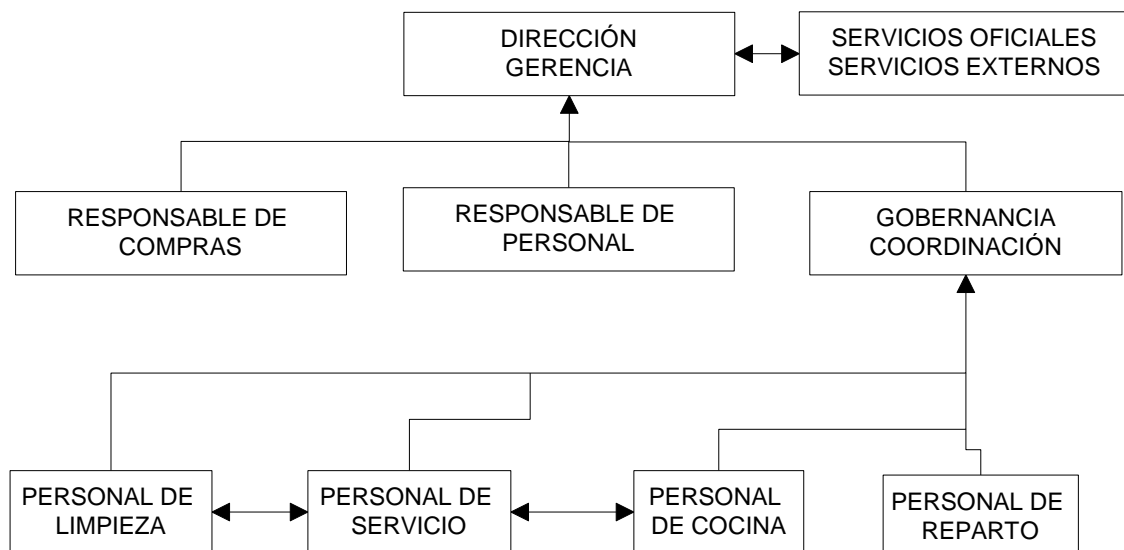 DIRECCIÓN
GERENCIA
SERVICIOS OFICIALES
SERVICIOS EXTERNOS
RESPONSABLE DE
COMPRAS
RESPONSABLE DE
PERSONAL
GOBERNANCIA
COORDINACIÓN
PERSONAL DE
LIMPIEZA
PERSONAL DE
SERVICIO
PERSONAL
DE COCINA
PERSONAL DE
REPARTO